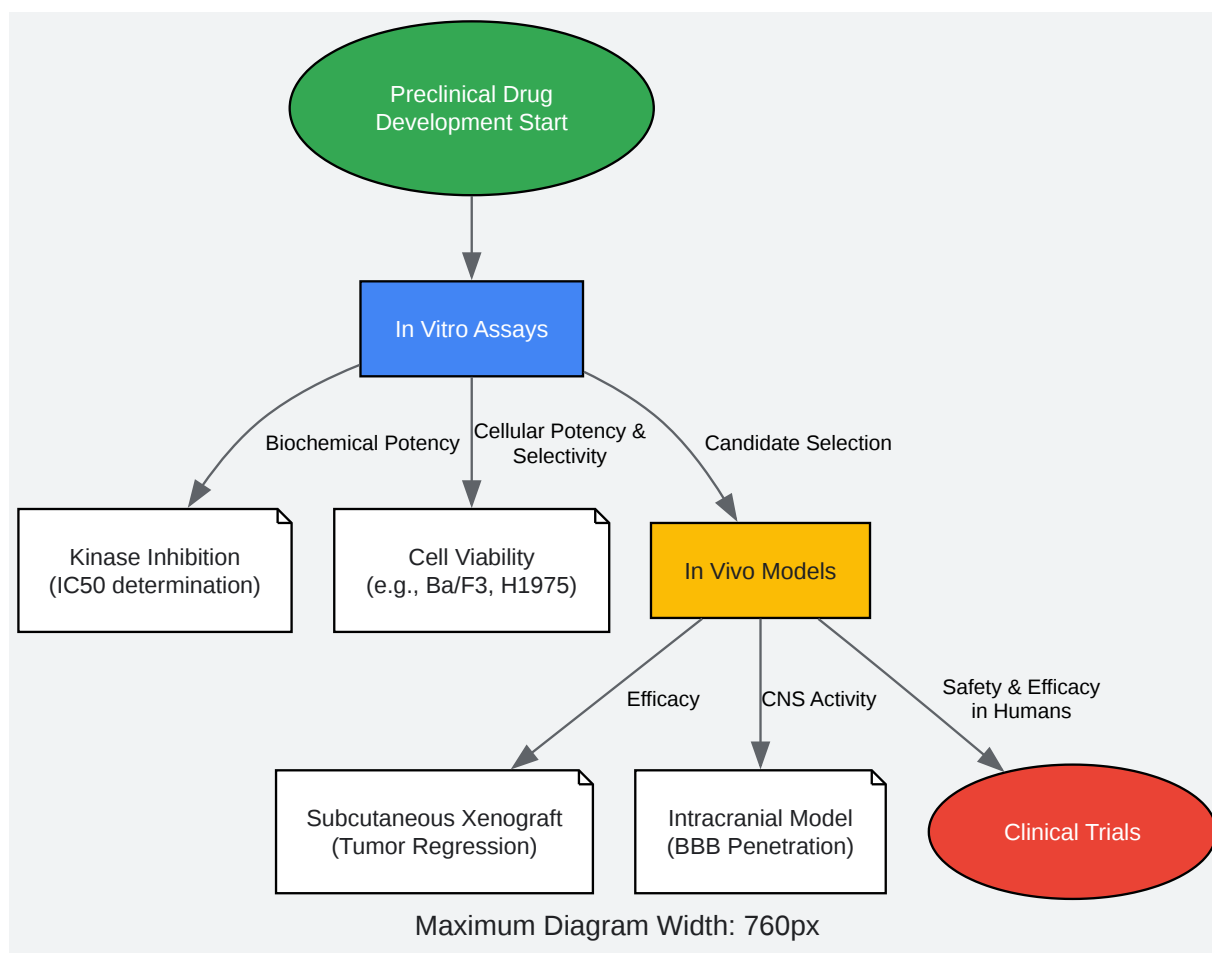 Preclinical Drug
Development Start
In Vitro Assays
Biochemical Potency
Cellular Potency &
Selectivity
Candidate Selection
Kinase Inhibition
(IC50 determination)
Cell Viability
(e.g., Ba/F3, H1975)
In Vivo Models
Efficacy
CNS Activity
Safety & Efficacy
in Humans
Subcutaneous Xenograft
(Tumor Regression)
Intracranial Model
(BBB Penetration)
Clinical Trials
Maximum Diagram Width: 760px